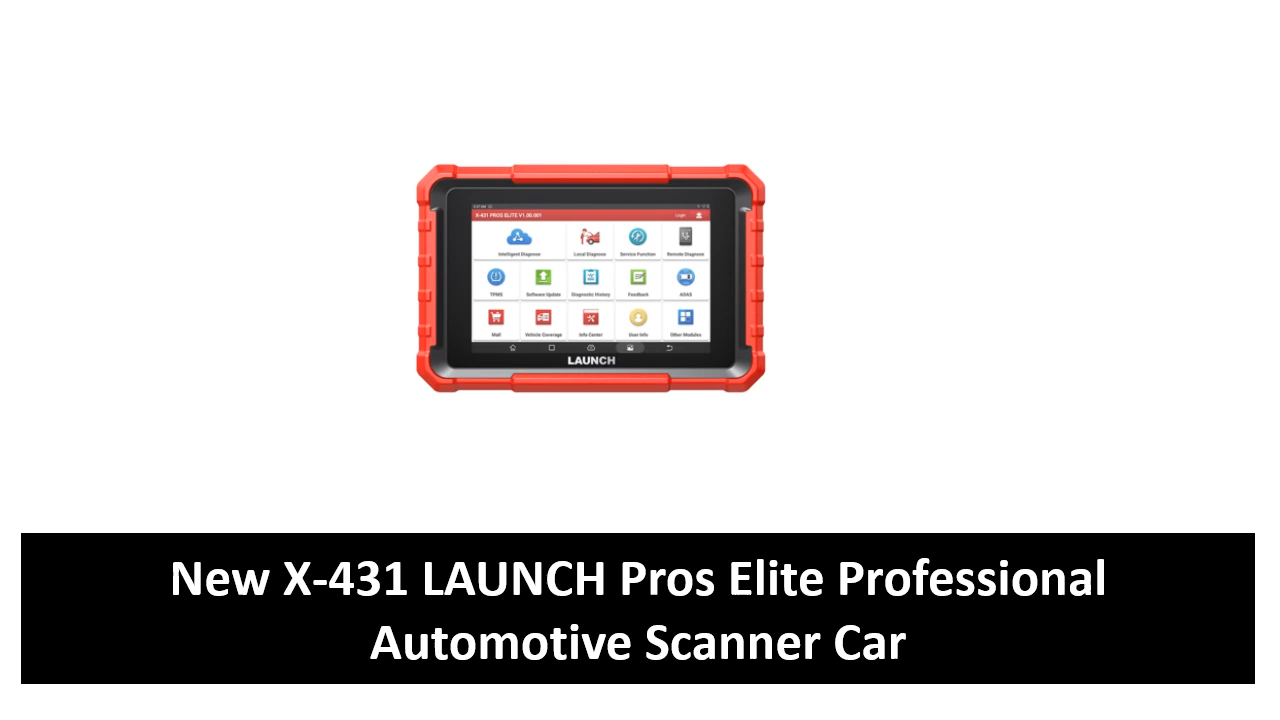 X-431 PROS ELITE V1.00.001 Login
Intelligent Diagnose Local Diagnose Service Function Remote Diagnose
TPMS Software Update Diagnostic History Feedback ADAS
Mall Vehicle Coverage Info Center User Info Other Modules
LAUNCH
New X-431 LAUNCH Pros Elite Professional
Automotive Scanner Car